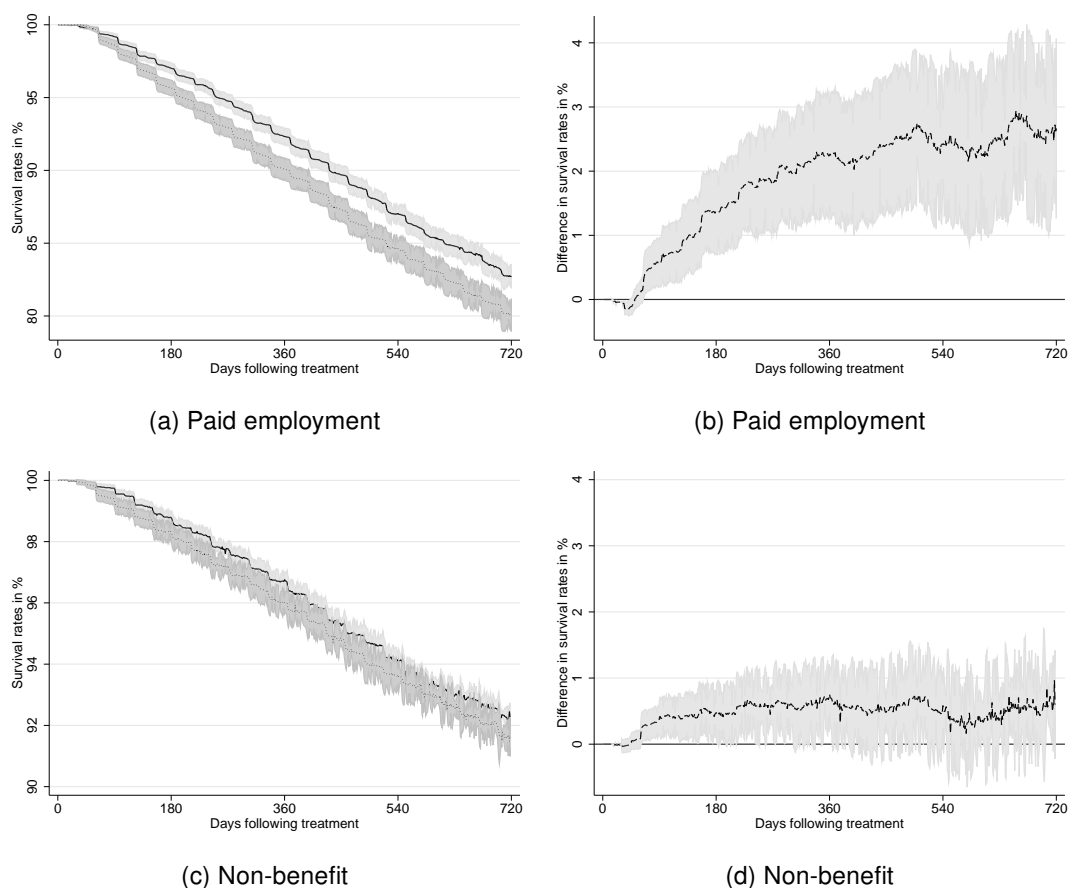 100
95
90
85
80
Survival rates in %
0 180 360 540 720
Days following treatment
(a) Paid employment
4
3
2
1
0
Difference in survival rates in %
0 180 360 540 720
Days following treatment
(b) Paid employment
100
98
96
94
92
90
Survival rates in %
0 180 360 540 720
Days following treatment
(c) Non-benefit
4
3
2
1
0
Difference in survival rates in %
0 180 360 540 720
Days following treatment
(d) Non-benefit